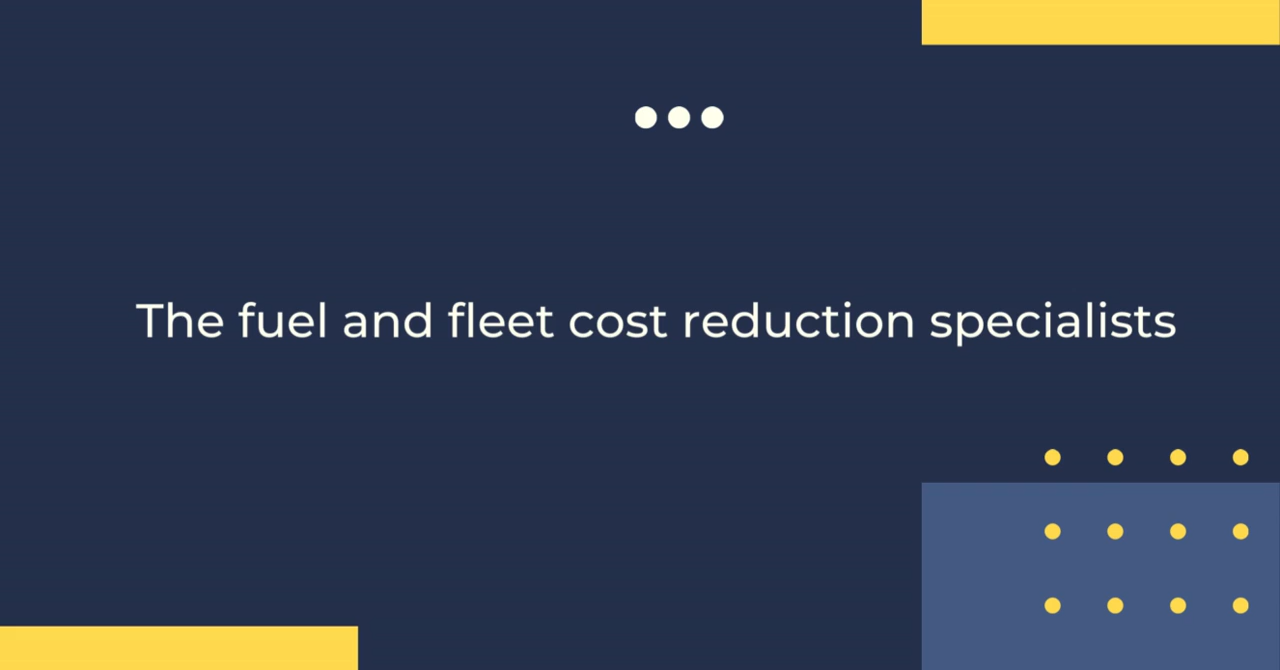 The fuel and fleet cost reduction specialists